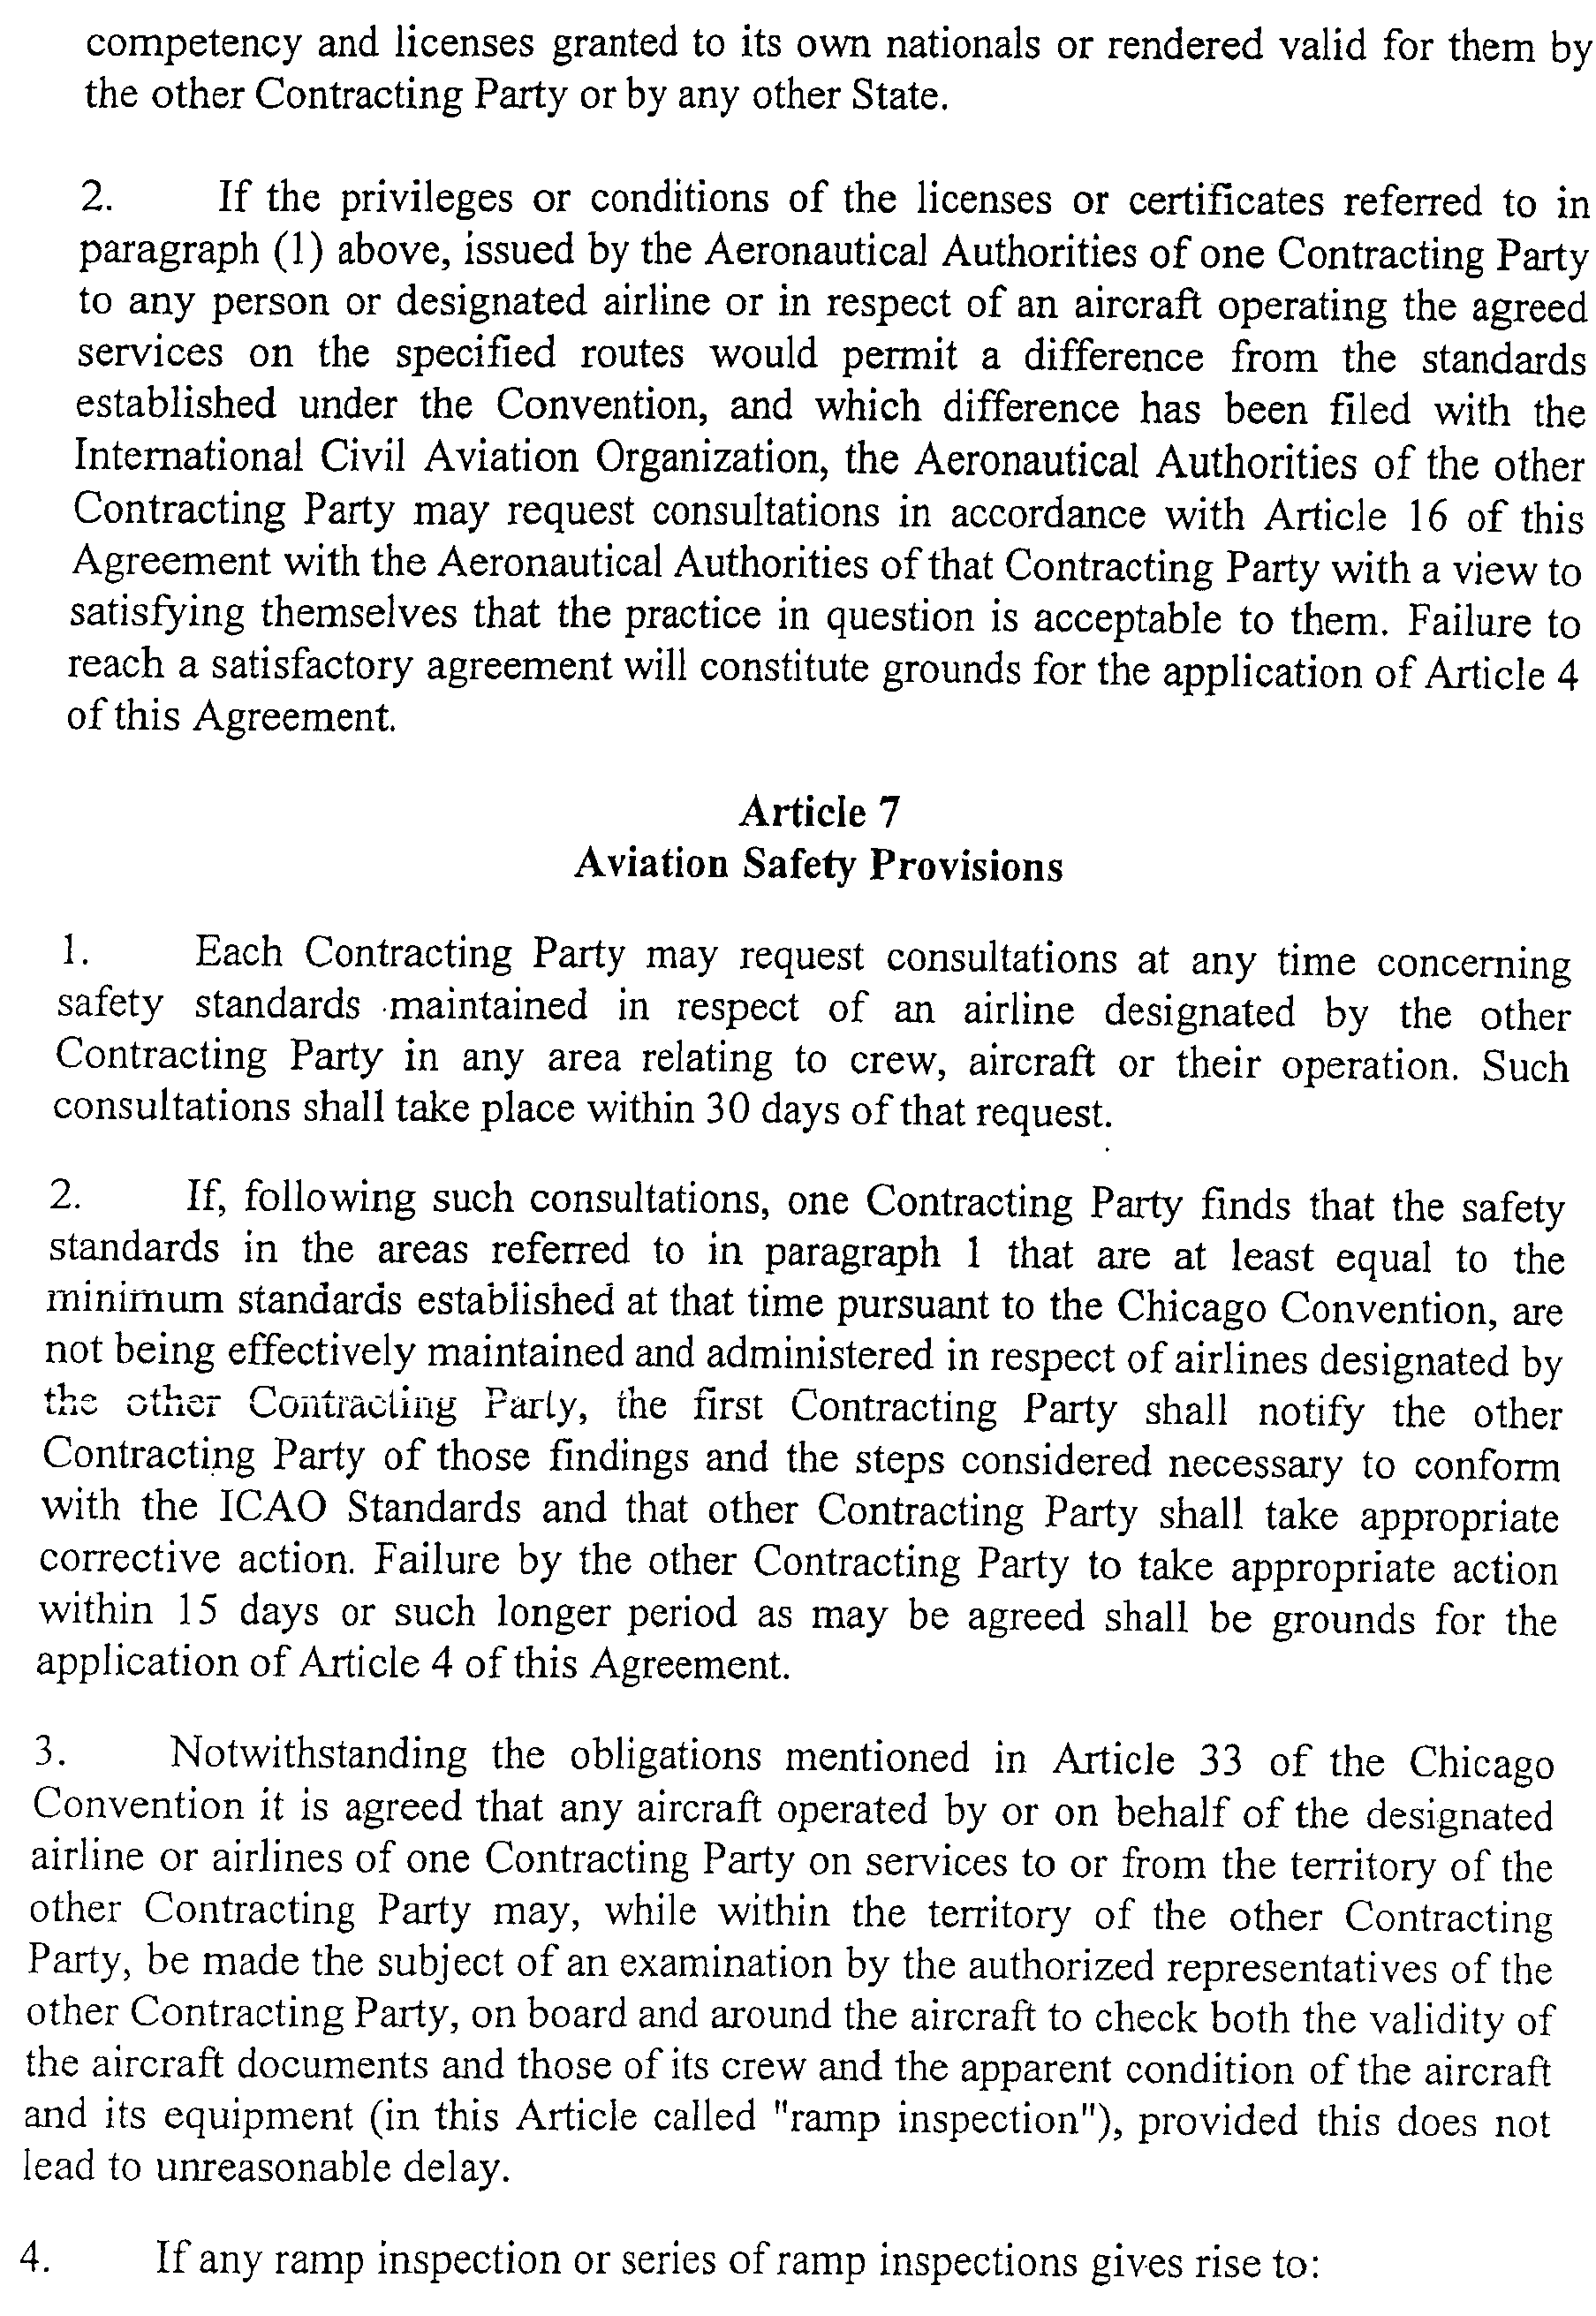 competency and licenses granted to its own nationals or rendered valid for them by
the other Contracting Party or by any other State.
2. If the privileges or conditions of the licenses or certificates referred to in
paragraph (1) above, issued by the Aeronautical Authorities of one Contracting Party
to any person or designated airline or in respect of an aircraft operating the agreed
services on the specified routes would permit a difference from the standards
established under the Convention, and which difference has been filed with the
International Civil Aviation Organization, the Aeronautical Authorities of the other
Contracting Party may request consultations in accordance with Article 16 of this
Agreement with the Aeronautical Authorities of that Contracting Party with a view to
satisfying themselves that the practice in question is acceptable to them. Failure to
reach a satisfactory agreement will constitute grounds for the application of Article 4
of this Agreement.
Article 7
Aviation Safety Provisions
1. Each Contracting Party may request consultations at any time concerning
safety standards maintained in respect of an airline designated by the other
Contracting Party in any area relating to crew, aircraft or their operation. Such
consultations shall take place within 30 days of that request.
2. If, following such consultations, one Contracting Party finds that the safety
standards in the areas referred to in paragraph 1 that are at least equal to the
minimum standards established at that time pursuant to the Chicago Convention, are
not being effectively maintained and administered in respect of airlines designated by
the other Contracting Party, the first Contracting Party shall notify the other
Contracting Party of those findings and the steps considered necessary to conform
with the ICAO Standards and that other Contracting Party shall take appropriate
corrective action. Failure by the other Contracting Party to take appropriate action
within 15 days or such longer period as may be agreed shall be grounds for the
application of Article 4 of this Agreement.
3. Notwithstanding the obligations mentioned in Article 33 of the Chicago
Convention it is agreed that any aircraft operated by or on behalf of the designated
airline or airlines of one Contracting Party on services to or from the territory of the
other Contracting Party may, while within the territory of the other Contracting
Party, be made the subject of an examination by the authorized representatives of the
other Contracting Party, on board and around the aircraft to check both the validity of
the aircraft documents and those of its crew and the apparent condition of the aircraft
and its equipment (in this Article called "ramp inspection"), provided this does not
lead to unreasonable delay.
4. If any ramp inspection or series of ramp inspections gives rise to: